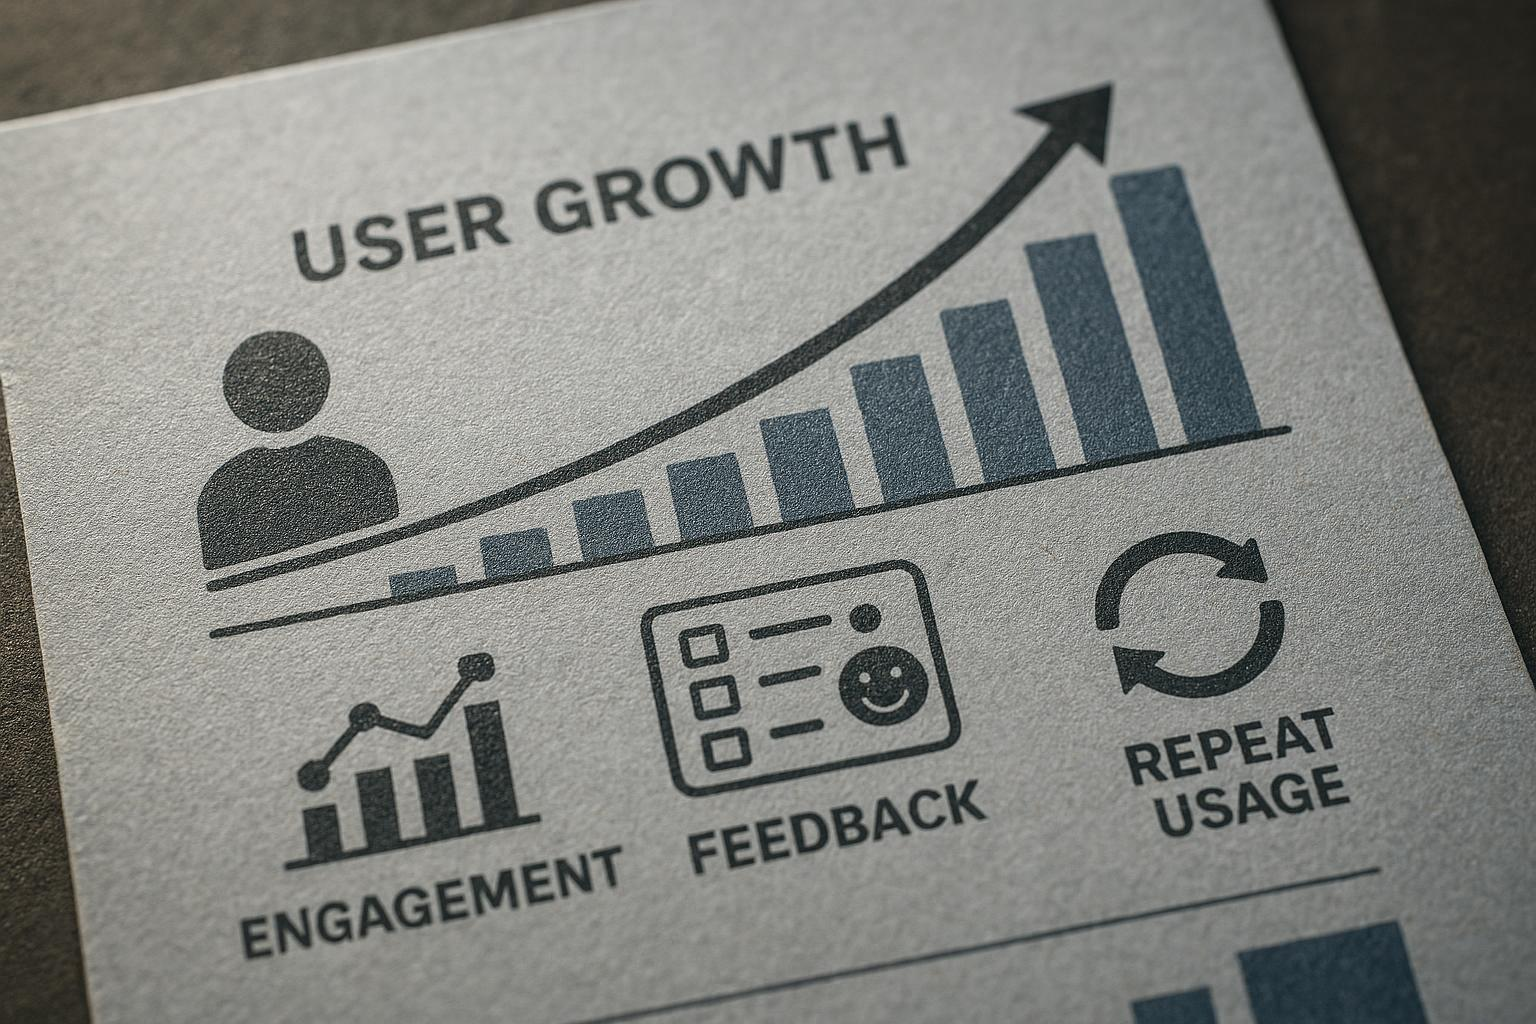 USER GROWTH
ENGAGEMENT
FEEDBACK
REPEAT
USAGE